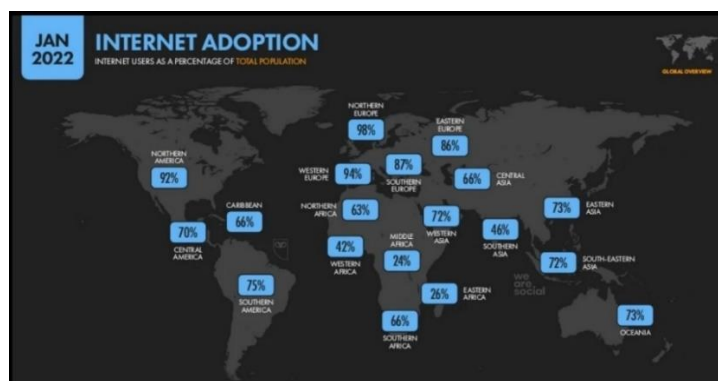 JAN
2022
INTERNET ADOPTION
INTERNET USERS AS A PERCENTAGE OF TOTAL POPULATION
GLOBAL OVERVIEW
NORTHERN
EUROPE
98%
EASTERN
EUROPE
86%
NORTHERN
AMERICA
92%
WESTERN
EUROPE
94%
87%
SOUTHERN
EUROPE
66%
CENTRAL
ASIA
CARIBBEAN
66%
NORTHERN
AFRICA
63%
72%
WESTERN
ASIA
73%
EASTERN
ASIA
70%
CENTRAL
AMERICA
42%
WESTERN
AFRICA
MIDDLE
AFRICA
24%
46%
SOUTHERN
ASIA
72%
SOUTH-EASTERN
ASIA
75%
SOUTHERN
AMERICA
26%
EASTERN
AFRICA
we
are
social
66%
SOUTHERN
AFRICA
73%
OCEANIA